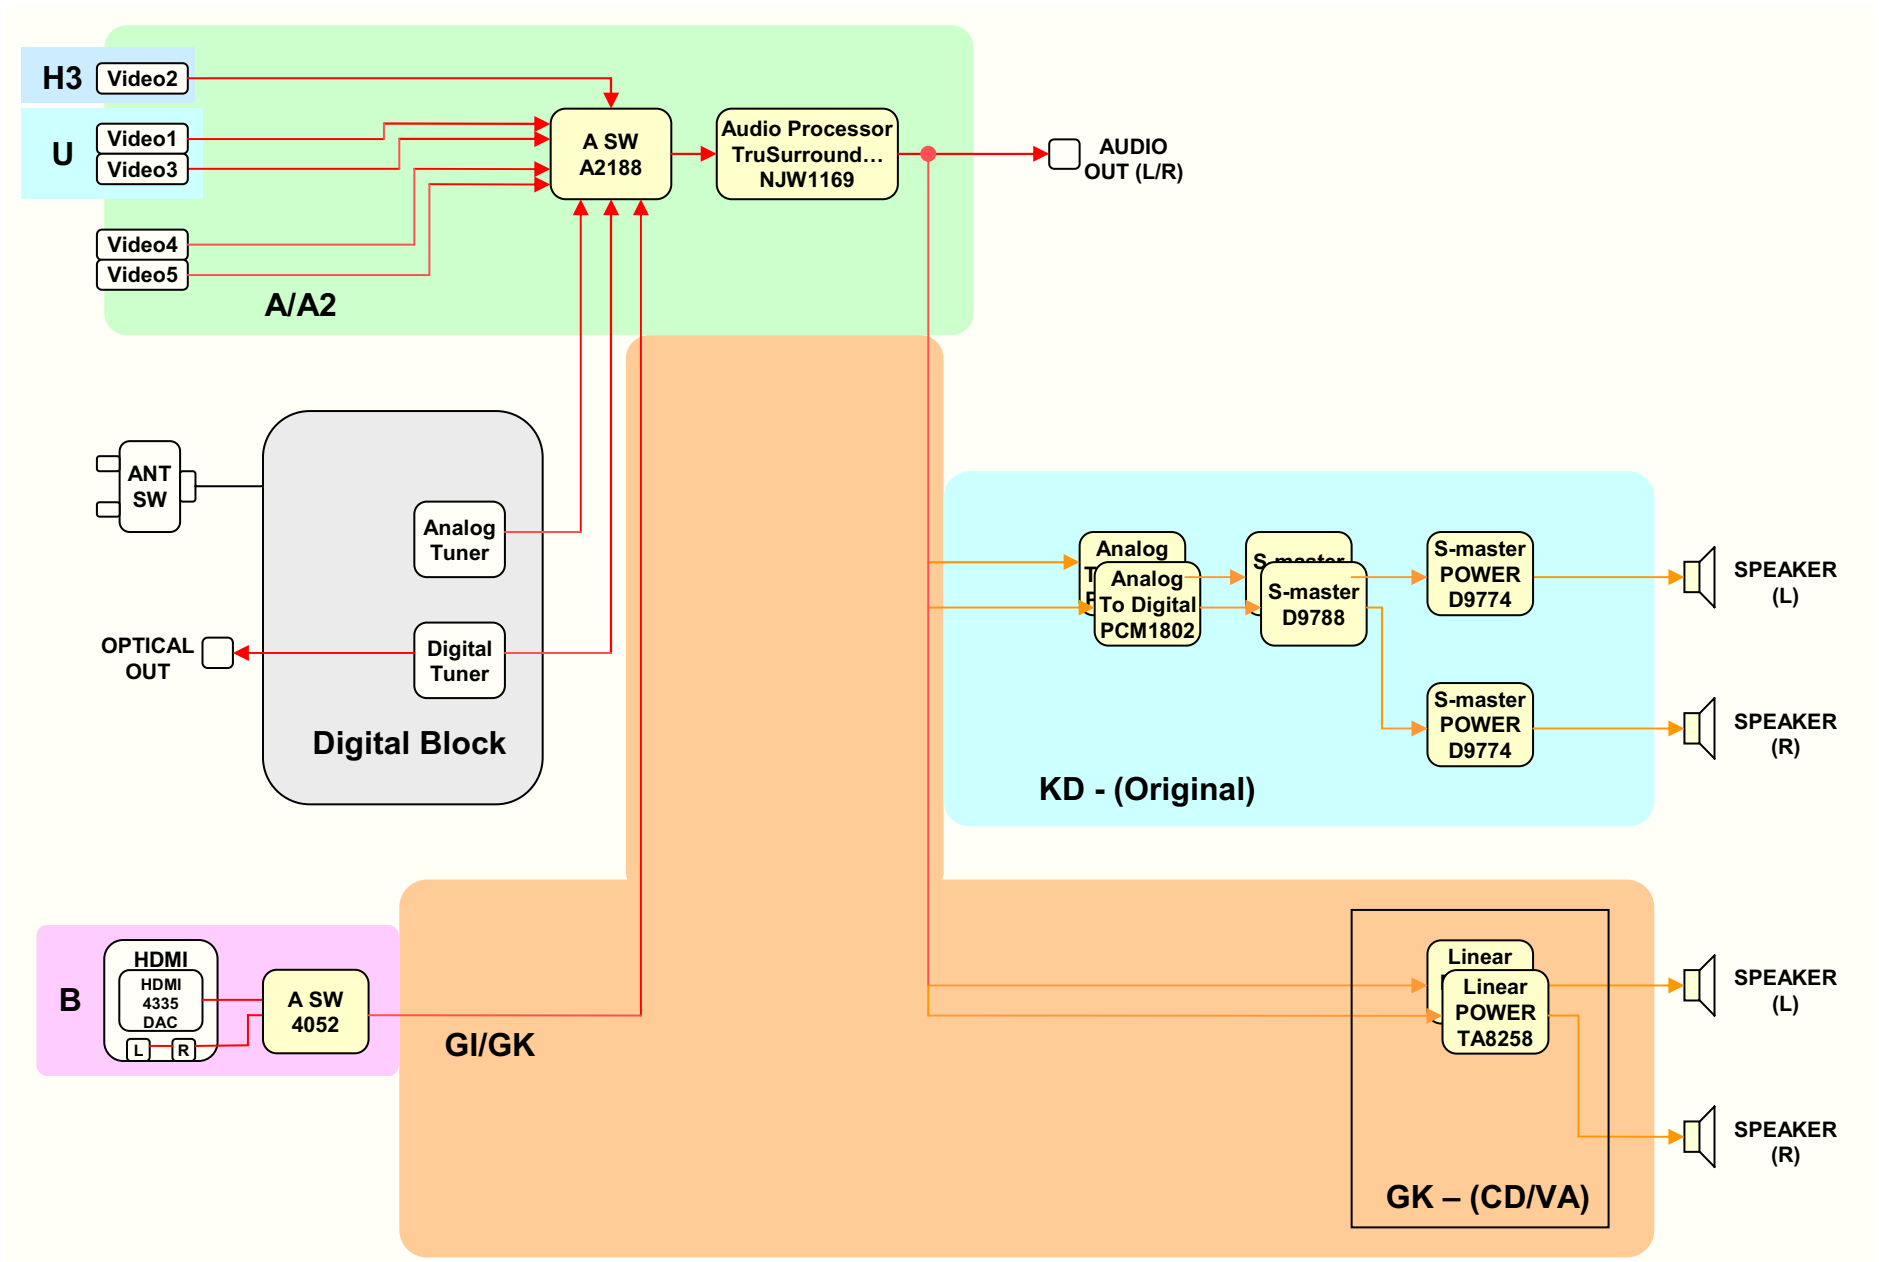 H3
Video2
U
Video1
Video3
Video4
Video5
A/A2
A SW
A2188
Audio Processor
TruSurround…
NJW1169
AUDIO
OUT (L/R)
ANT
SW
Analog
Tuner
Digital
Tuner
OPTICAL
OUT
Digital Block
Analog
Analog
To Digital
PCM1802
S-master
S-master
D9788
S-master
POWER
D9774
SPEAKER
(L)
S-master
POWER
D9774
SPEAKER
(R)
KD - (Original)
B
HDMI
HDMI
4335
DAC
L
R
A SW
4052
GI/GK
Linear
Linear
POWER
TA8258
SPEAKER
(L)
SPEAKER
(R)
GK – (CD/VA)